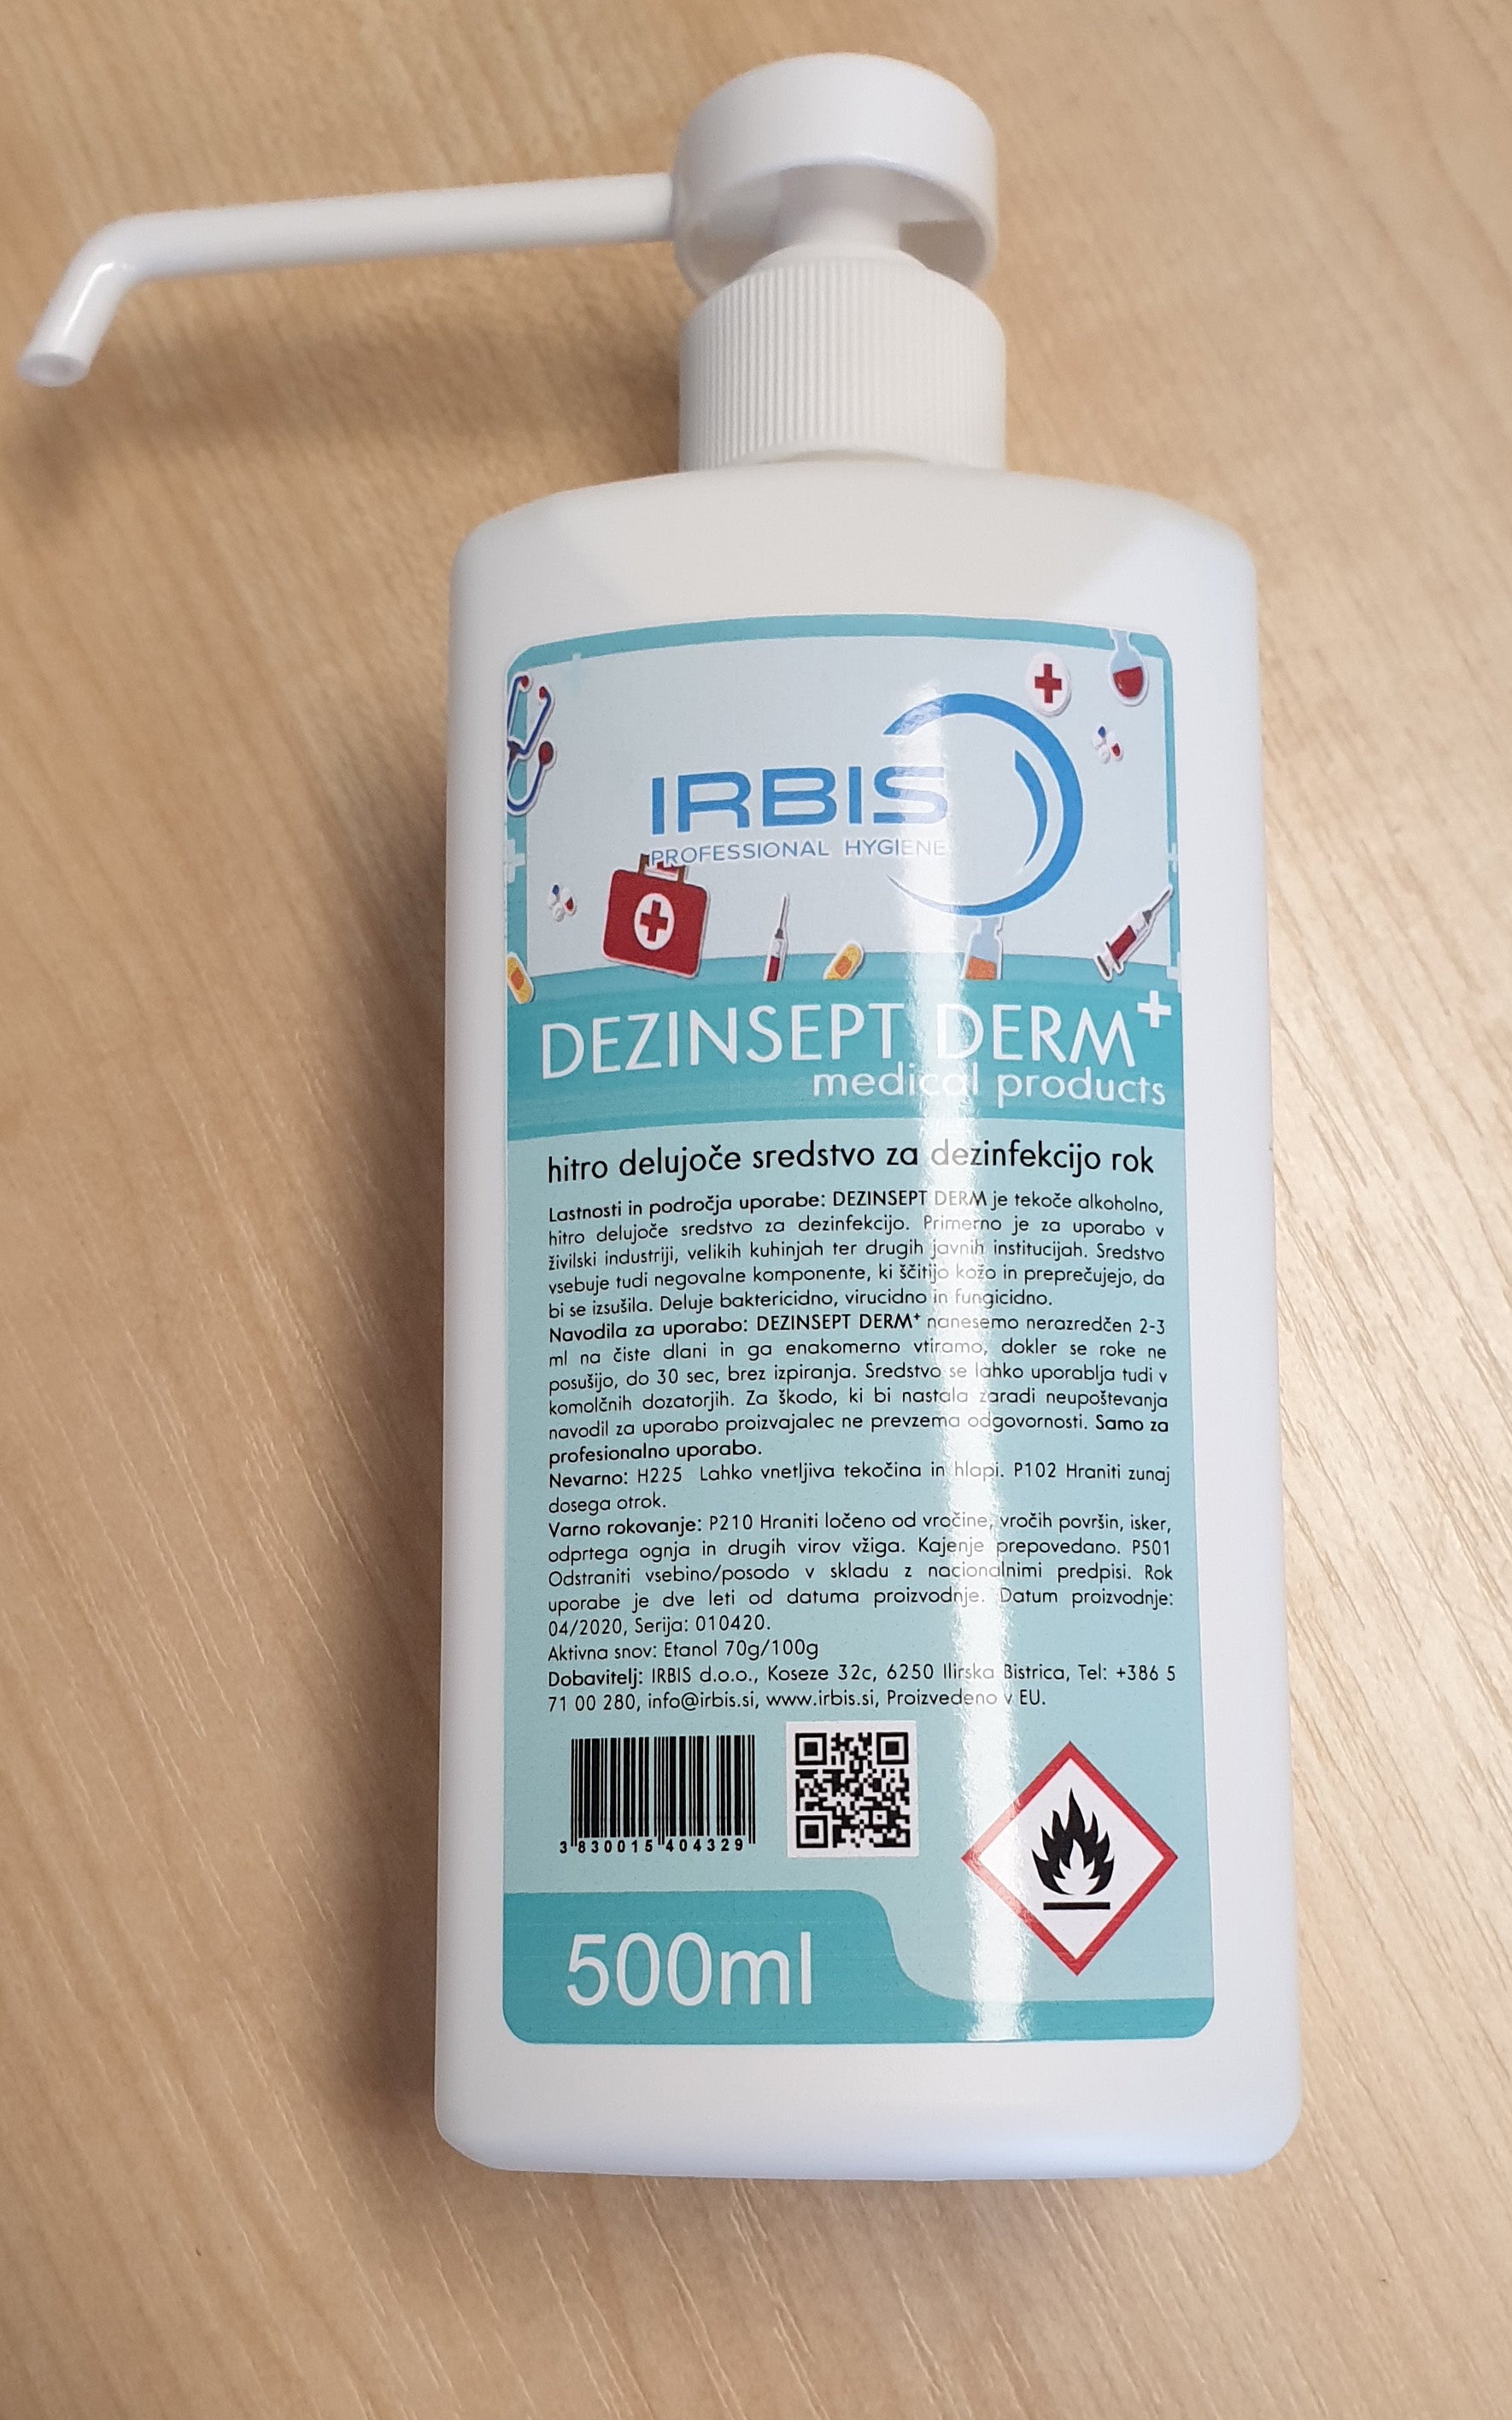 IRBIS
PROFESSIONAL HYGIENE
DEZINSEPT DERM+
medical products
hitro delujoče sredstvo za dezinfekcijo rok
Lastnosti in področja uporabe: DEZINSEPT DERM je tekoče alkoholno,
hitro delujoče sredstvo za dezinfekcijo. Primerno je za uporabo v
živilski industriji, velikih kuhinjah ter drugih javnih institucijah. Sredstvo
vsebuje tudi negovalne komponente, ki ščitijo kožo in preprečujejo, da
bi se izsušila. Deluje baktericidno, virucidno in fungicidno.
Navodila za uporabo: DEZINSEPT DERM+ nanesemo nerazredčen 2-3
ml na čiste dlani in ga enakomerno vtiramo, dokler se roke ne
posušijo, do 30 sec, brez izpiranja. Sredstvo se lahko uporablja tudi v
komolčnih dozatorjih. Za škodo, ki bi nastala zaradi neupoštevanja
navodil za uporabo proizvajalec ne prevzema odgovornosti. Samo za
profesionalno uporabo.
Nevarno: H225 Lahko vnetljiva tekočina in hlapi. P102 Hraniti zunaj
dosega otrok.
Varno rokovanje: P210 Hraniti ločeno od vročine, vročih površin, isker,
odprtega ognja in drugih virov vžiga. Kajenje prepovedano. P501
Odstraniti vsebino/posodo v skladu z nacionalnimi predpisi. Rok
uporabe je dve leti od datuma proizvodnje. Datum proizvodnje:
04/2020, Serija: 010420.
Aktivna snov: Etanol 70g/100g
Dobavitelj: IRBIS d.o.o., Koseze 32c, 6250 Ilirska Bistrica, Tel: +386 5
71 00 280, info@irbis.si, www.irbis.si, Proizvedeno v EU.
3 830015 404329
500ml